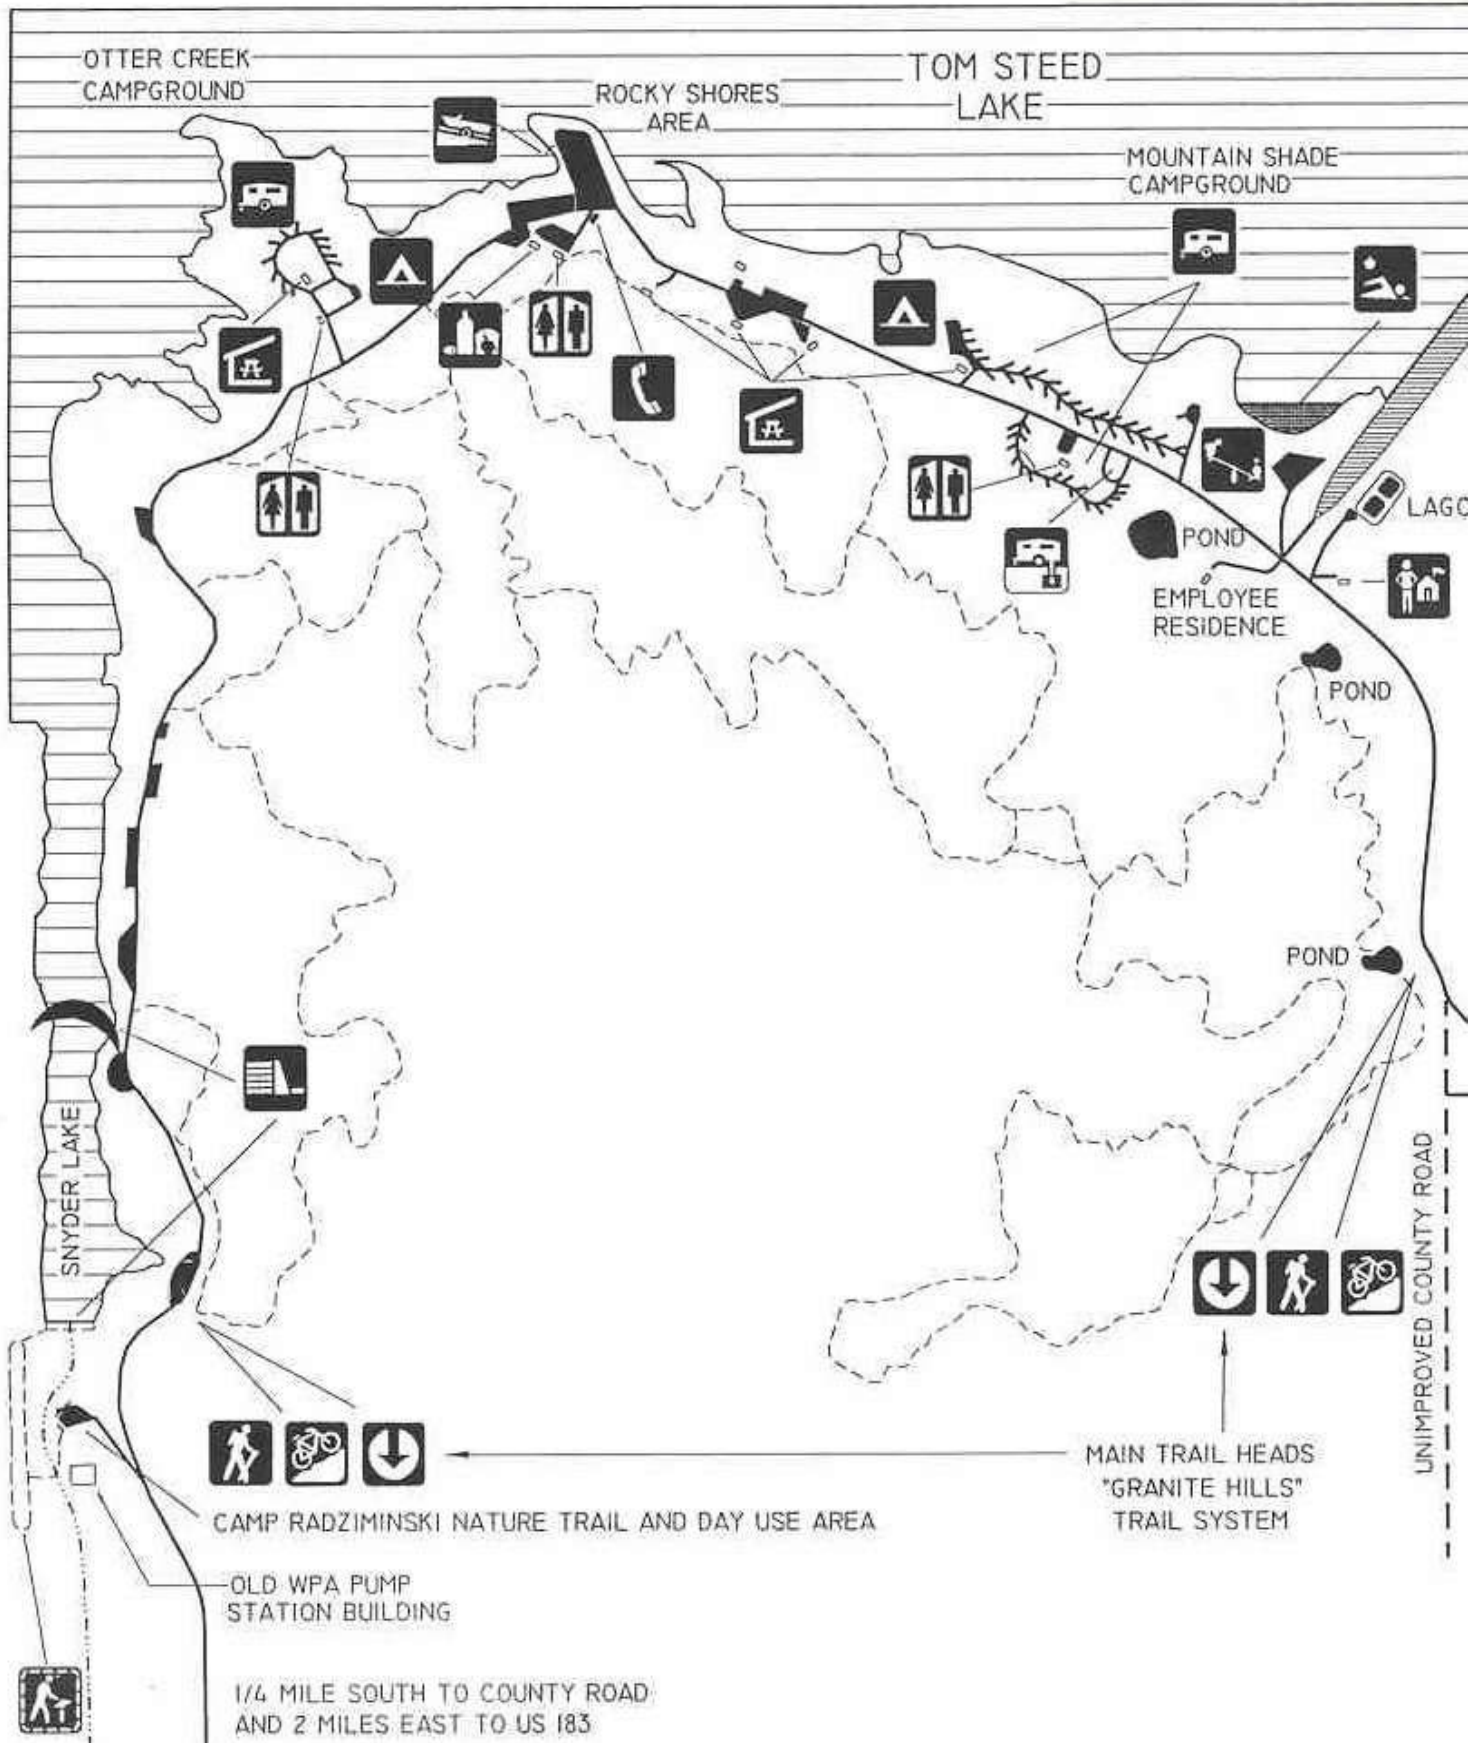 OTTER CREEK
CAMPGROUND
TOM STEED
LAKE
ROCKY SHORES
AREA
MOUNTAIN SHADE
CAMPGROUND
LAGO
POND
EMPLOYEE
RESIDENCE
POND
POND
SNYDER LAKE
UNIMPROVED COUNTY ROAD
MAIN TRAIL HEADS
"GRANITE HILLS"
TRAIL SYSTEM
CAMP RADZIMINSKI NATURE TRAIL AND DAY USE AREA
OLD WPA PUMP
STATION BUILDING
1/4 MILE SOUTH TO COUNTY ROAD
AND 2 MILES EAST TO US 183